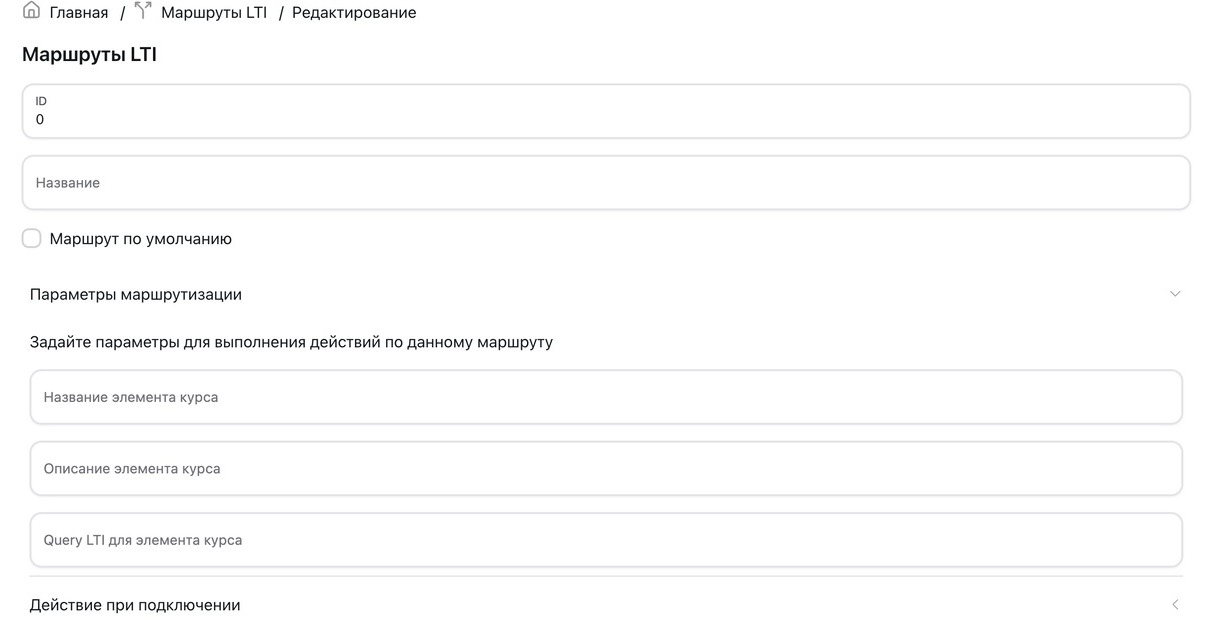 Главная / Маршруты LTI / Редактирование
Маршруты LTI
ID
0
Название
Маршрут по умолчанию
Параметры маршрутизации
Задайте параметры для выполнения действий по данному маршруту
Название элемента курса
Описание элемента курса
Query LTI для элемента курса
Действие при подключении